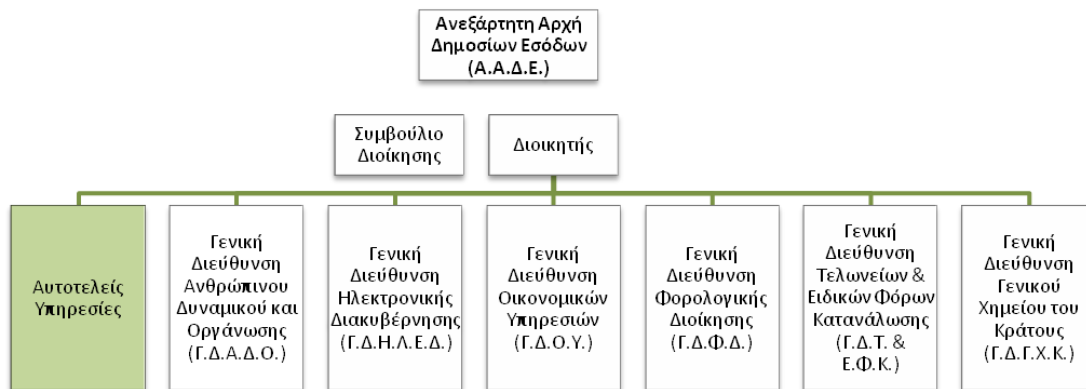 Ανεξάρτητη Αρχή
Δημοσίων Εσόδων
(Α.Α.Δ.Ε.)
Συμβούλιο
Διοίκησης
Διοικητής
Αυτοτελείς
Υπηρεσίες
Γενική
Διεύθυνση
Ανθρώπινου
Δυναμικού και
Οργάνωσης
(Γ.Δ.Α.Δ.Ο.)
Γενική
Διεύθυνση
Ηλεκτρονικής
Διακυβέρνησης
(Γ.Δ.Η.Λ.Ε.Δ.)
Γενική
Διεύθυνση
Οικονομικών
Υπηρεσιών
(Γ.Δ.Ο.Υ.)
Γενική
Διεύθυνση
Φορολογικής
Διοίκησης
(Γ.Δ.Φ.Δ.)
Γενική
Διεύθυνση
Τελωνείων &
Ειδικών Φόρων
Κατανάλωσης
(Γ.Δ.Τ. &
Ε.Φ.Κ.)
Γενική
Διεύθυνση
Γενικού
Χημείου του
Κράτους
(Γ.Δ.Γ.Χ.Κ.)